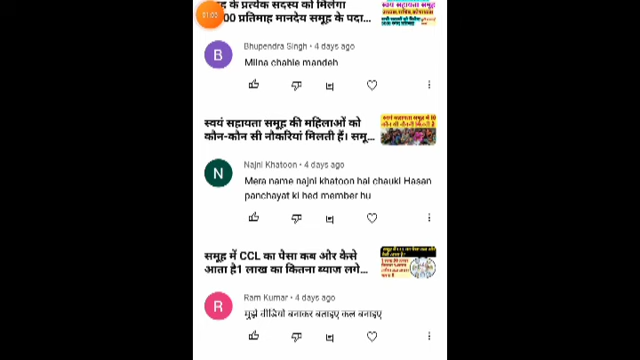 के प्रत्येक सदस्य को मिलेगा
00 प्रतिमाह मानदेय समूह के पदा...
Bhupendra Singh • 4 days ago
Milna chahie mandeh
स्वयं सहायता समूह की महिलाओं को
कौन-कौन सी नौकरियां मिलती हैं। समू...
Najni Khatoon • 4 days ago
Mera name najni khatoon hai chauki Hasan
panchayat ki hed member hu
समूह में CCL का पैसा कब ओर कैसे
आता है1 लाख का कितना ब्याज लगे...
Ram Kumar • 4 days ago
मुझे वीडियो बनाकर बताइए कल बनाइए
B
N
R